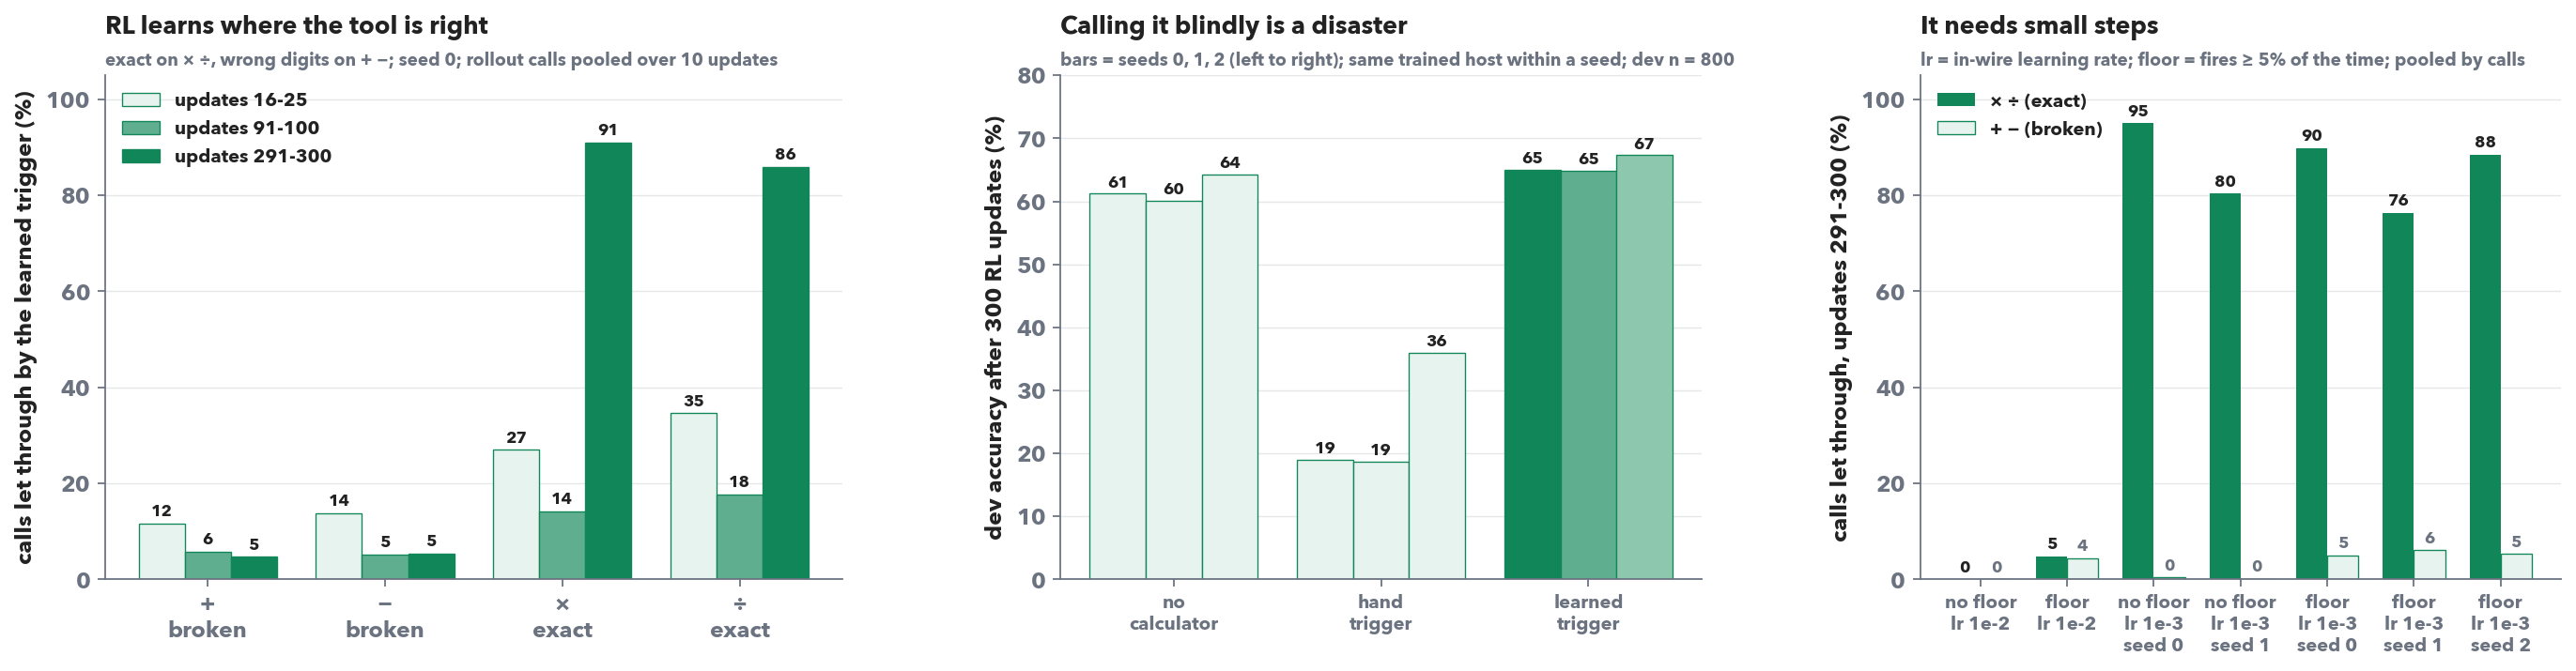 RL learns where the tool is right
exact on × ÷, wrong digits on + −; seed 0; rollout calls pooled over 10 updates
calls let through by the learned trigger (%)
100
80
60
40
20
0
updates 16-25
updates 91-100
updates 291-300
12
6
5
14
5
5
27
14
91
35
18
86
+
broken
−
broken
×
exact
÷
exact
Calling it blindly is a disaster
bars = seeds 0, 1, 2 (left to right); same trained host within a seed; dev n = 800
dev accuracy after 300 RL updates (%)
80
70
60
50
40
30
20
10
0
61
60
64
19
19
36
65
65
67
no
calculator
hand
trigger
learned
trigger
It needs small steps
lr = in-wire learning rate; floor = fires ≥ 5% of the time; pooled by calls
calls let through, updates 291-300 (%)
100
80
60
40
20
0
× ÷ (exact)
+ − (broken)
0
0
5
4
95
0
80
0
90
5
76
6
88
5
no floor
lr 1e-2
floor
lr 1e-2
no floor
lr 1e-3
seed 0
no floor
lr 1e-3
seed 1
floor
lr 1e-3
seed 0
floor
lr 1e-3
seed 1
floor
lr 1e-3
seed 2